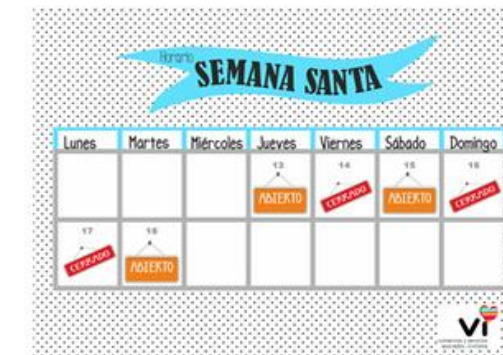 Horario
SEMANA SANTA
Lunes Martes Miércoles Jueves Viernes Sábado Domingo
13 14 15 16
ABIERTO CERRADO ABIERTO CERRADO
17 18
CERRADO ABIERTO
Vi